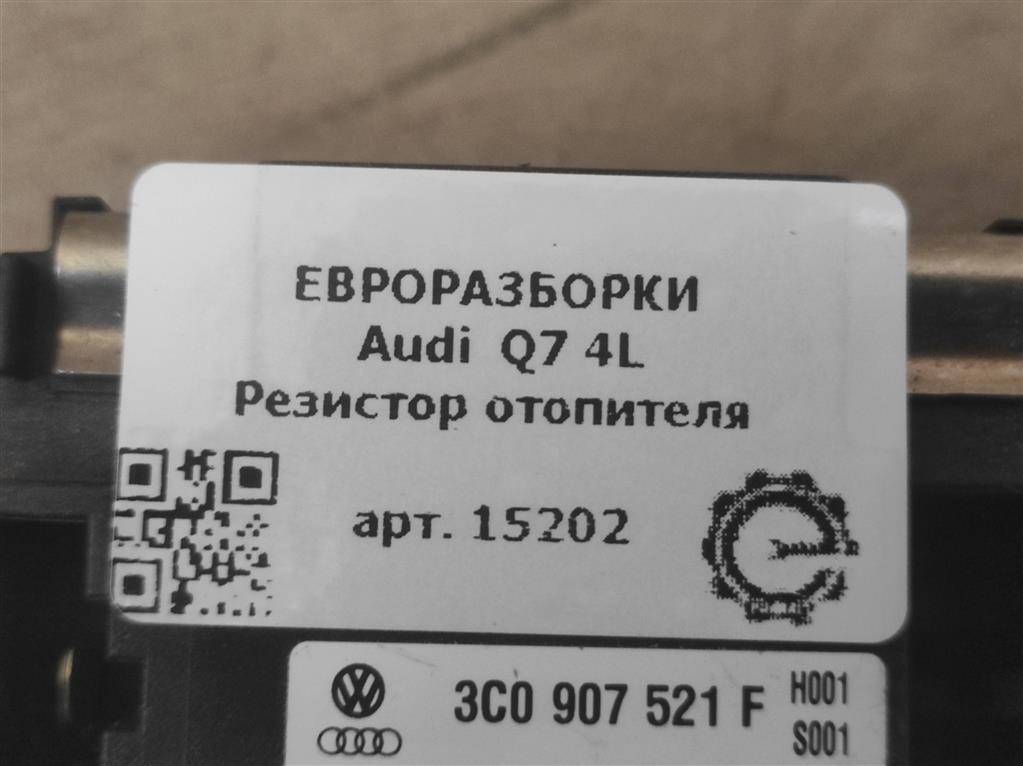 ЕВРОРАЗБОРКИ
Audi Q7 4L
Резистор отопителя
арт. 15202
3C0 907 521 F
H001
S001